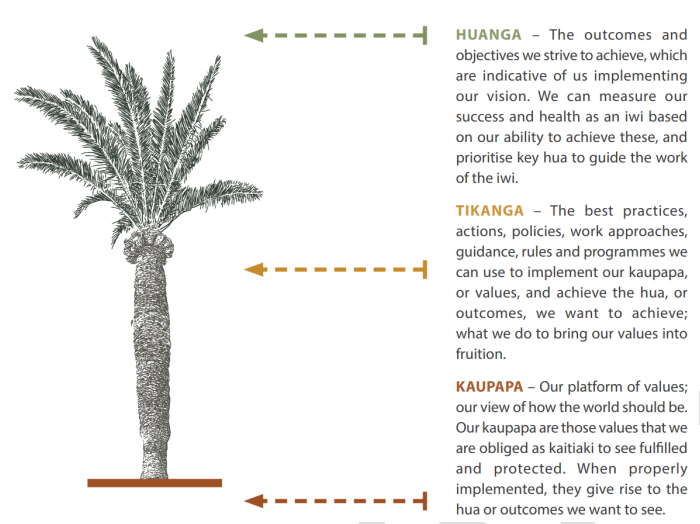 HUANGA – The outcomes and
objectives we strive to achieve, which
are indicative of us implementing
our vision. We can measure our
success and health as an iwi based
on our ability to achieve these, and
prioritise key hua to guide the work
of the iwi.
TIKANGA – The best practices,
actions, policies, work approaches,
guidance, rules and programmes we
can use to implement our kaupapa,
or values, and achieve the hua, or
outcomes, we want to achieve;
what we do to bring our values into
fruition.
KAUPAPA – Our platform of values;
our view of how the world should be.
Our kaupapa are those values that we
are obliged as kaitiaki to see fulfilled
and protected. When properly
implemented, they give rise to the
hua or outcomes we want to see.